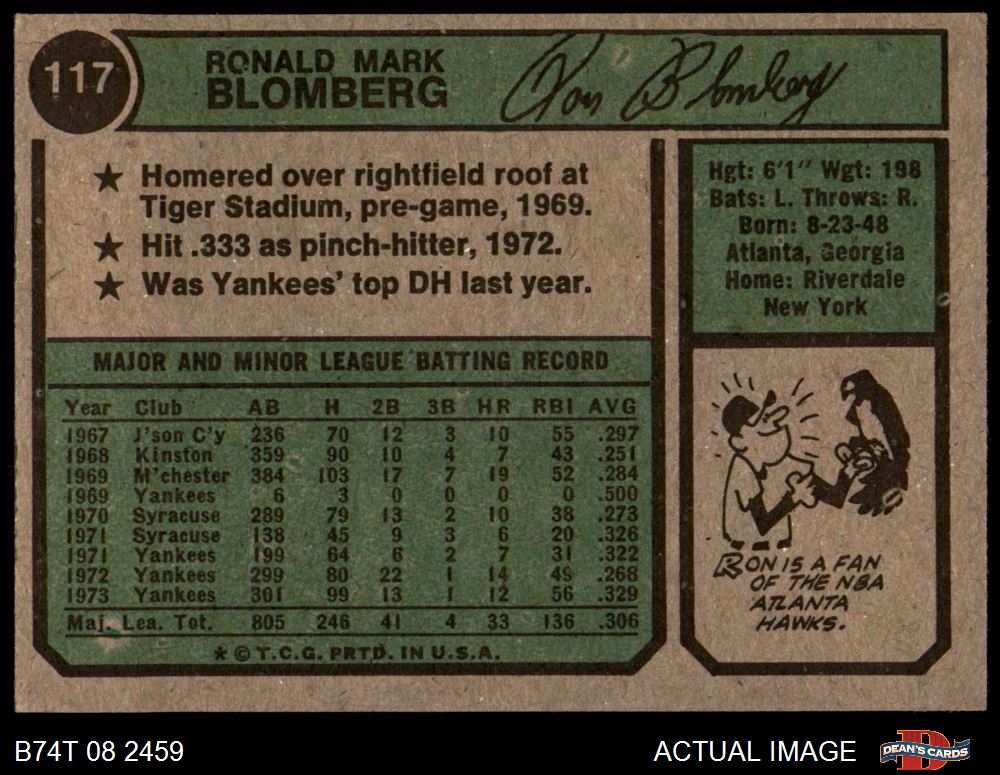 117
RONALD MARK
BLOMBERG
Ron Blomberg
★ Homered over rightfield roof at
Tiger Stadium, pre-game, 1969.
★ Hit .333 as pinch-hitter, 1972.
★ Was Yankees' top DH last year.
Hgt: 6'1" Wgt: 198
Bats: L. Throws: R.
Born: 8-23-48
Atlanta, Georgia
Home: Riverdale
New York
MAJOR AND MINOR LEAGUE BATTING RECORD
Year Club AB H 2B 3B HR RBI AVG
1967 J'son C'y 236 70 12 3 10 55 .297
1968 Kinston 359 90 10 4 7 43 .251
1969 M'chester 384 103 17 7 19 52 .284
1969 Yankees 6 3 0 0 0 0 .500
1970 Syracuse 289 79 13 2 10 38 .273
1971 Syracuse 138 45 9 3 6 20 .326
1971 Yankees 199 64 6 2 7 31 .322
1972 Yankees 299 80 22 1 14 49 .268
1973 Yankees 301 99 13 1 12 56 .329
Maj. Lea. Tot. 805 246 41 4 33 136 .306
★ © T.C.G. PRTD. IN U.S.A.
RON IS A FAN
OF THE NBA
ATLANTA
HAWKS.
B74T 08 2459
ACTUAL IMAGE
DEAN'S CARDS